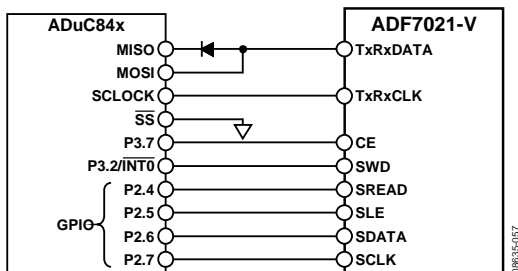 ADuC84x
ADF7021-V
MISO
TxRxDATA
MOSI
SCLOCK
TxRxCLK
SS
P3.7
CE
P3.2/INT0
SWD
GPIO
P2.4
SREAD
P2.5
SLE
P2.6
SDATA
P2.7
SCLK
08635-057